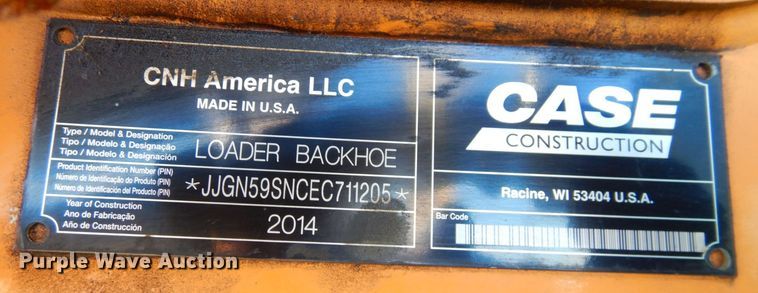 CNH America LLC
MADE IN U.S.A.
Type / Model & Designation
Tipo / Modelo & Designação
Tipo / Modelo & Designación
LOADER BACKHOE
Product Identification Number (PIN)
Número de Identificação do Produto (PIN)
Número de Identificación del Producto (PIN)
*JJGN59SNCEC711205*
Year of Construction
Ano de Fabricação
Año de Construcción
2014
CASE
CONSTRUCTION
Racine, WI 53404 U.S.A.
Bar Code
Purple Wave Auction